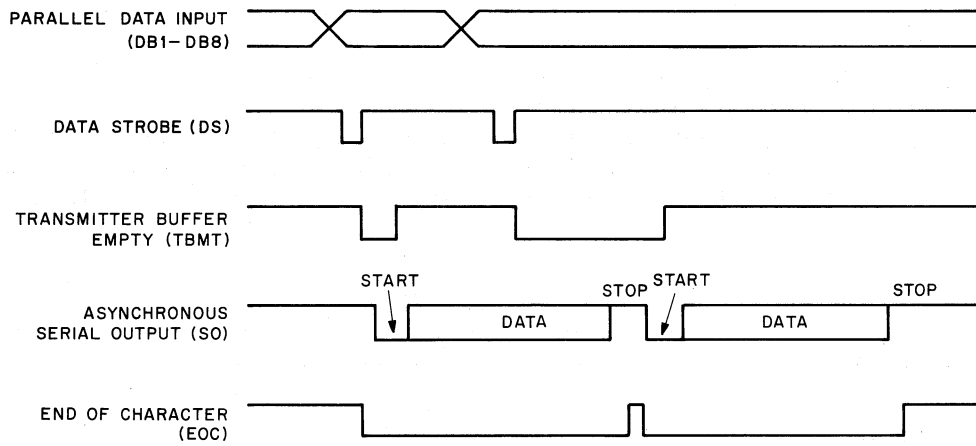 PARALLEL DATA INPUT
(DB1-DB8)
DATA STROBE (DS)
TRANSMITTER BUFFER
EMPTY (TBMT)
START
STOP
START
STOP
ASYNCHRONOUS
SERIAL OUTPUT (SO)
DATA
DATA
END OF CHARACTER
(EOC)